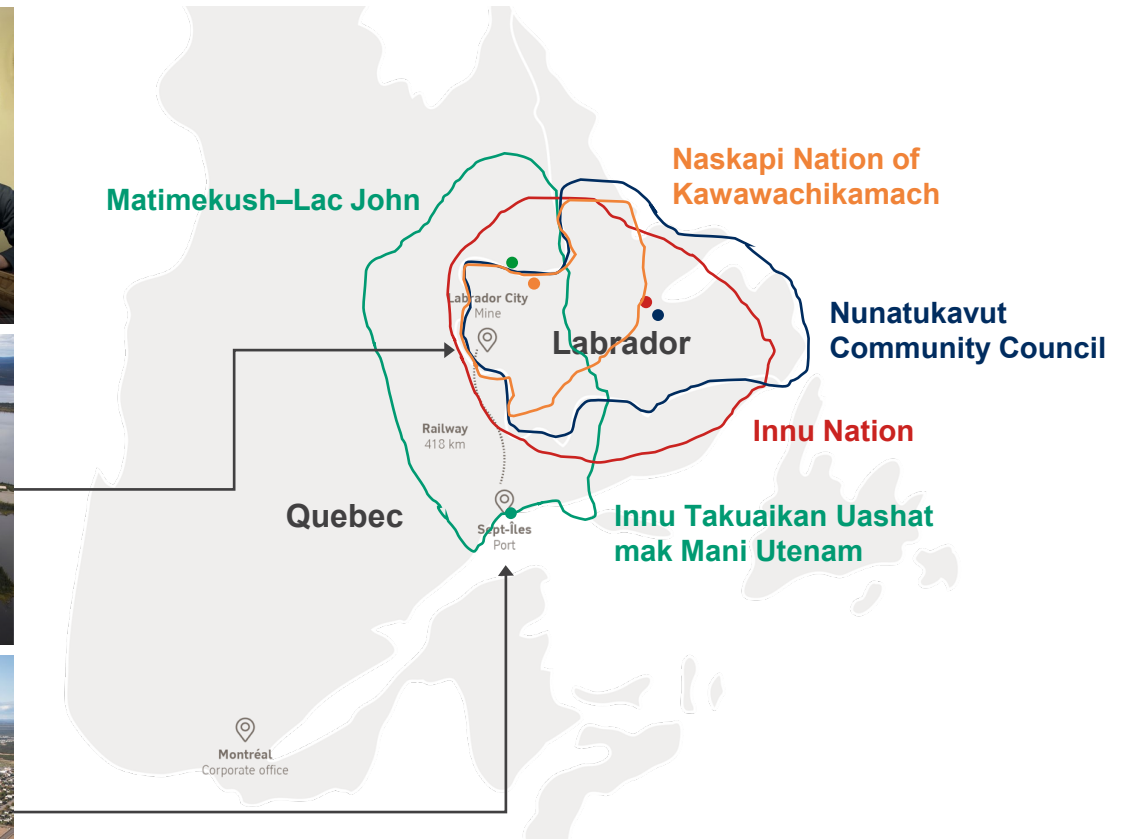 Naskapi Nation of
Kawawachikamach
Matimekush–Lac John
Labrador City
Mine
Nunatukavut
Community Council
Labrador
Railway
418 km
Innu Nation
Quebec
Innu Takuaikan Uashat
mak Mani Utenam
Sept-Îles
Port
Montréal
Corporate office